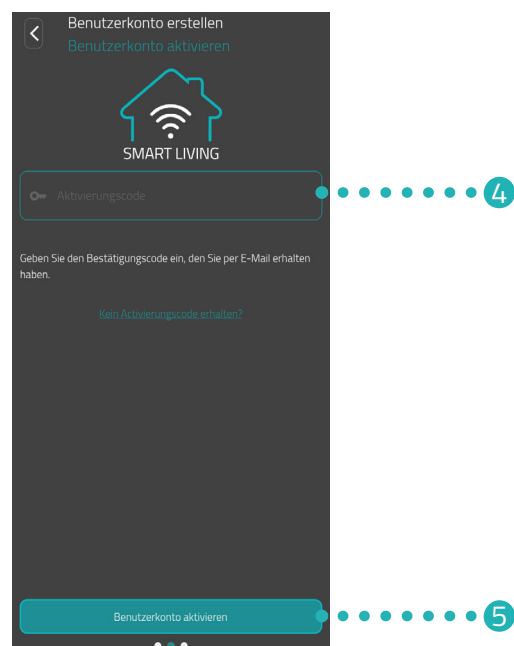 Benutzerkonto erstellen
Benutzerkonto aktivieren
SMART LIVING
Aktivierungscode
4
Geben Sie den Bestätigungscode ein, den Sie per E-Mail erhalten
haben.
Kein Activierungscode erhalten?
Benutzerkonto aktivieren
5